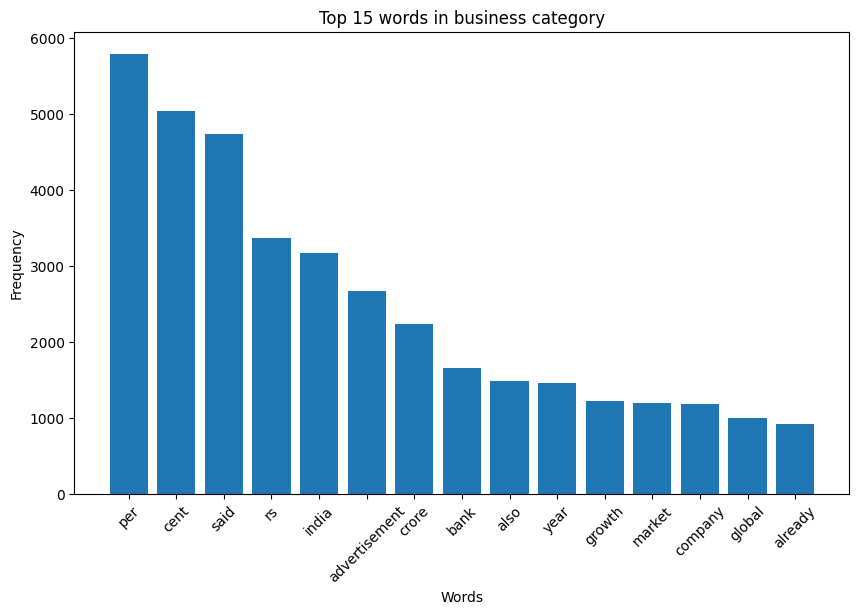 Top 15 words in business category
6000
5000
4000
3000
2000
1000
0
Frequency
per
cent
said
rs
india
advertisement
crore
bank
also
year
growth
market
company
global
already
Words